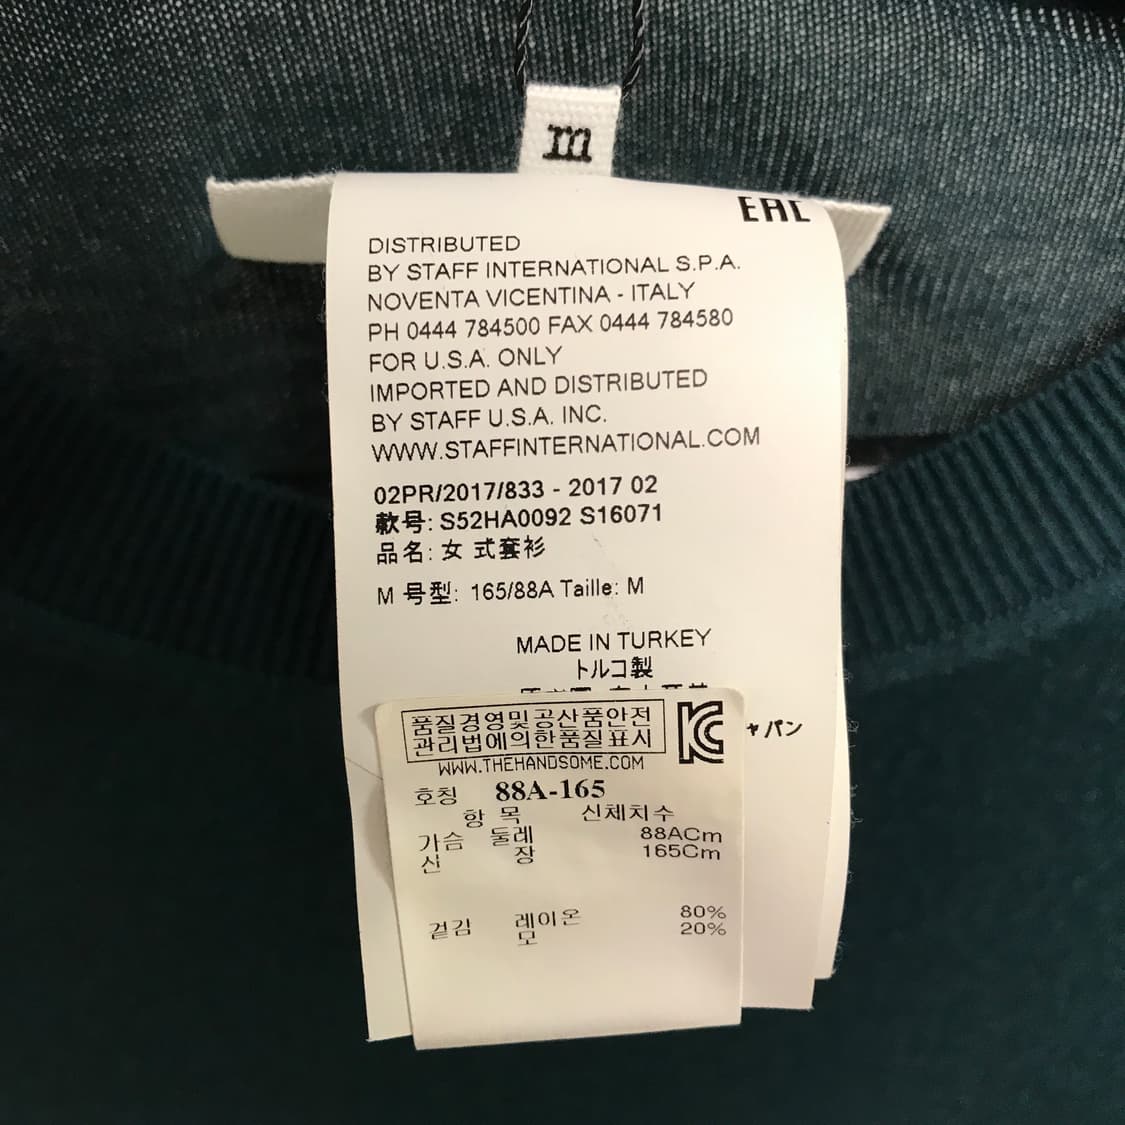 m
EAC
DISTRIBUTED
BY STAFF INTERNATIONAL S.P.A.
NOVENTA VICENTINA - ITALY
PH 0444 784500 FAX 0444 784580
FOR U.S.A. ONLY
IMPORTED AND DISTRIBUTED
BY STAFF U.S.A. INC.
WWW.STAFFINTERNATIONAL.COM
02PR/2017/833 - 2017 02
款号: S52HA0092 S16071
品名: 女 式套衫
M 号型: 165/88A Taille: M
MADE IN TURKEY
トルコ製
ャパン
품질경영및공산품안전
관리법에의한품질표시
KC
WWW.THEHANDSOME.COM
호칭 88A-165
항 목 신체치수
가슴 둘레 88ACm
신 장 165Cm
겉감 레이온 80%
모 20%